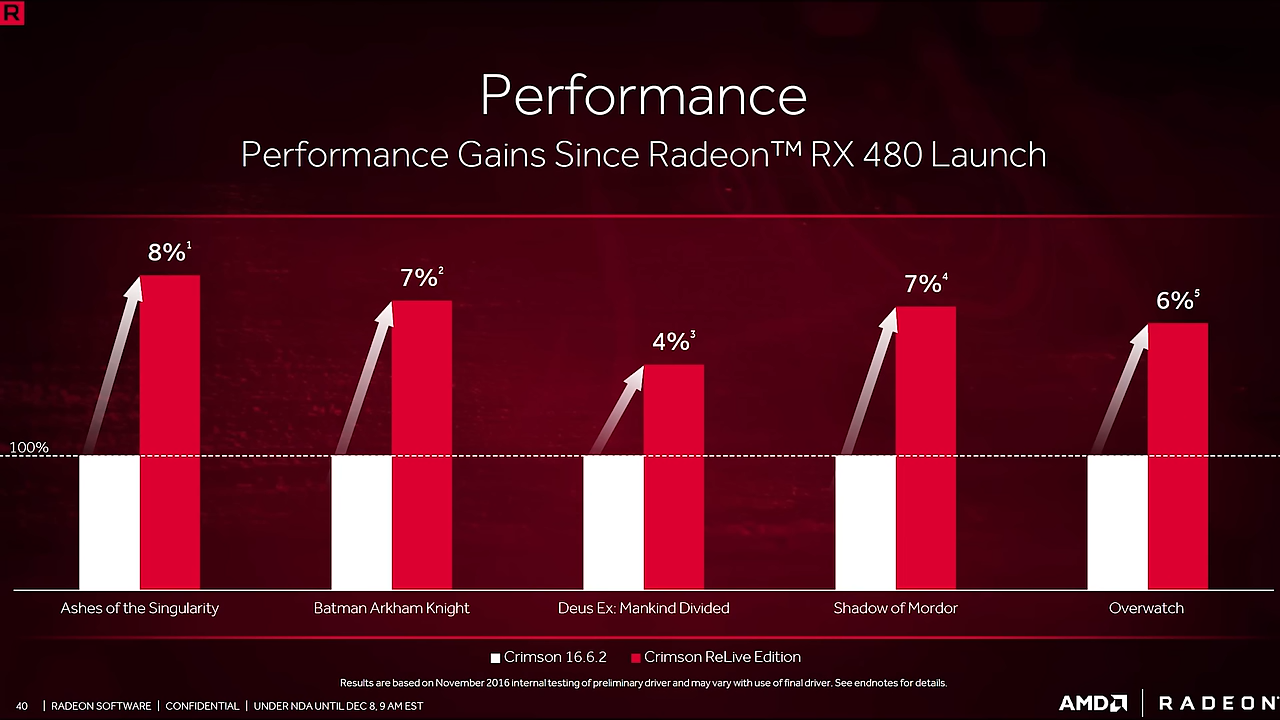 R
Performance
Performance Gains Since Radeon™ RX 480 Launch
8%¹
7%²
4%³
7%⁴
6%⁵
100%
Ashes of the Singularity
Batman Arkham Knight
Deus Ex: Mankind Divided
Shadow of Mordor
Overwatch
Crimson 16.6.2
Crimson ReLive Edition
Results are based on November 2016 internal testing of preliminary driver and may vary with use of final driver. See endnotes for details.
40 | RADEON SOFTWARE | CONFIDENTIAL | UNDER NDA UNTIL DEC 8, 9 AM EST
AMD | RADEON